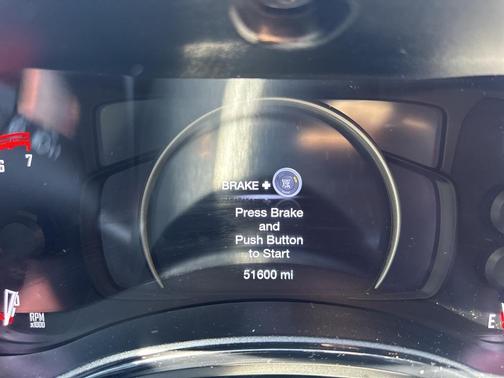 6 7
BRAKE +
Press Brake
and
Push Button
to Start
51600 mi
RPM
x1000
E